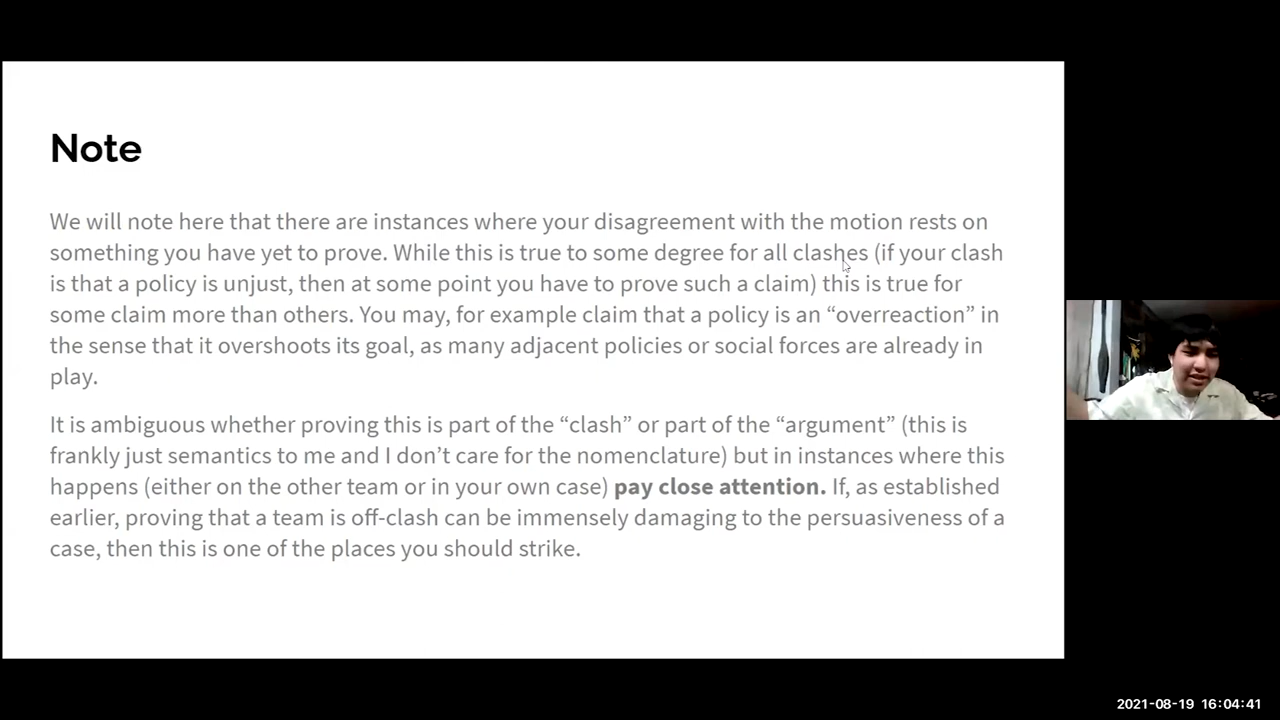 Note
We will note here that there are instances where your disagreement with the motion rests on
something you have yet to prove. While this is true to some degree for all clashes (if your clash
is that a policy is unjust, then at some point you have to prove such a claim) this is true for
some claim more than others. You may, for example claim that a policy is an “overreaction” in
the sense that it overshoots its goal, as many adjacent policies or social forces are already in
play.
It is ambiguous whether proving this is part of the “clash” or part of the “argument” (this is
frankly just semantics to me and I don’t care for the nomenclature) but in instances where this
happens (either on the other team or in your own case) pay close attention. If, as established
earlier, proving that a team is off-clash can be immensely damaging to the persuasiveness of a
case, then this is one of the places you should strike.
2021-08-19 16:04:41